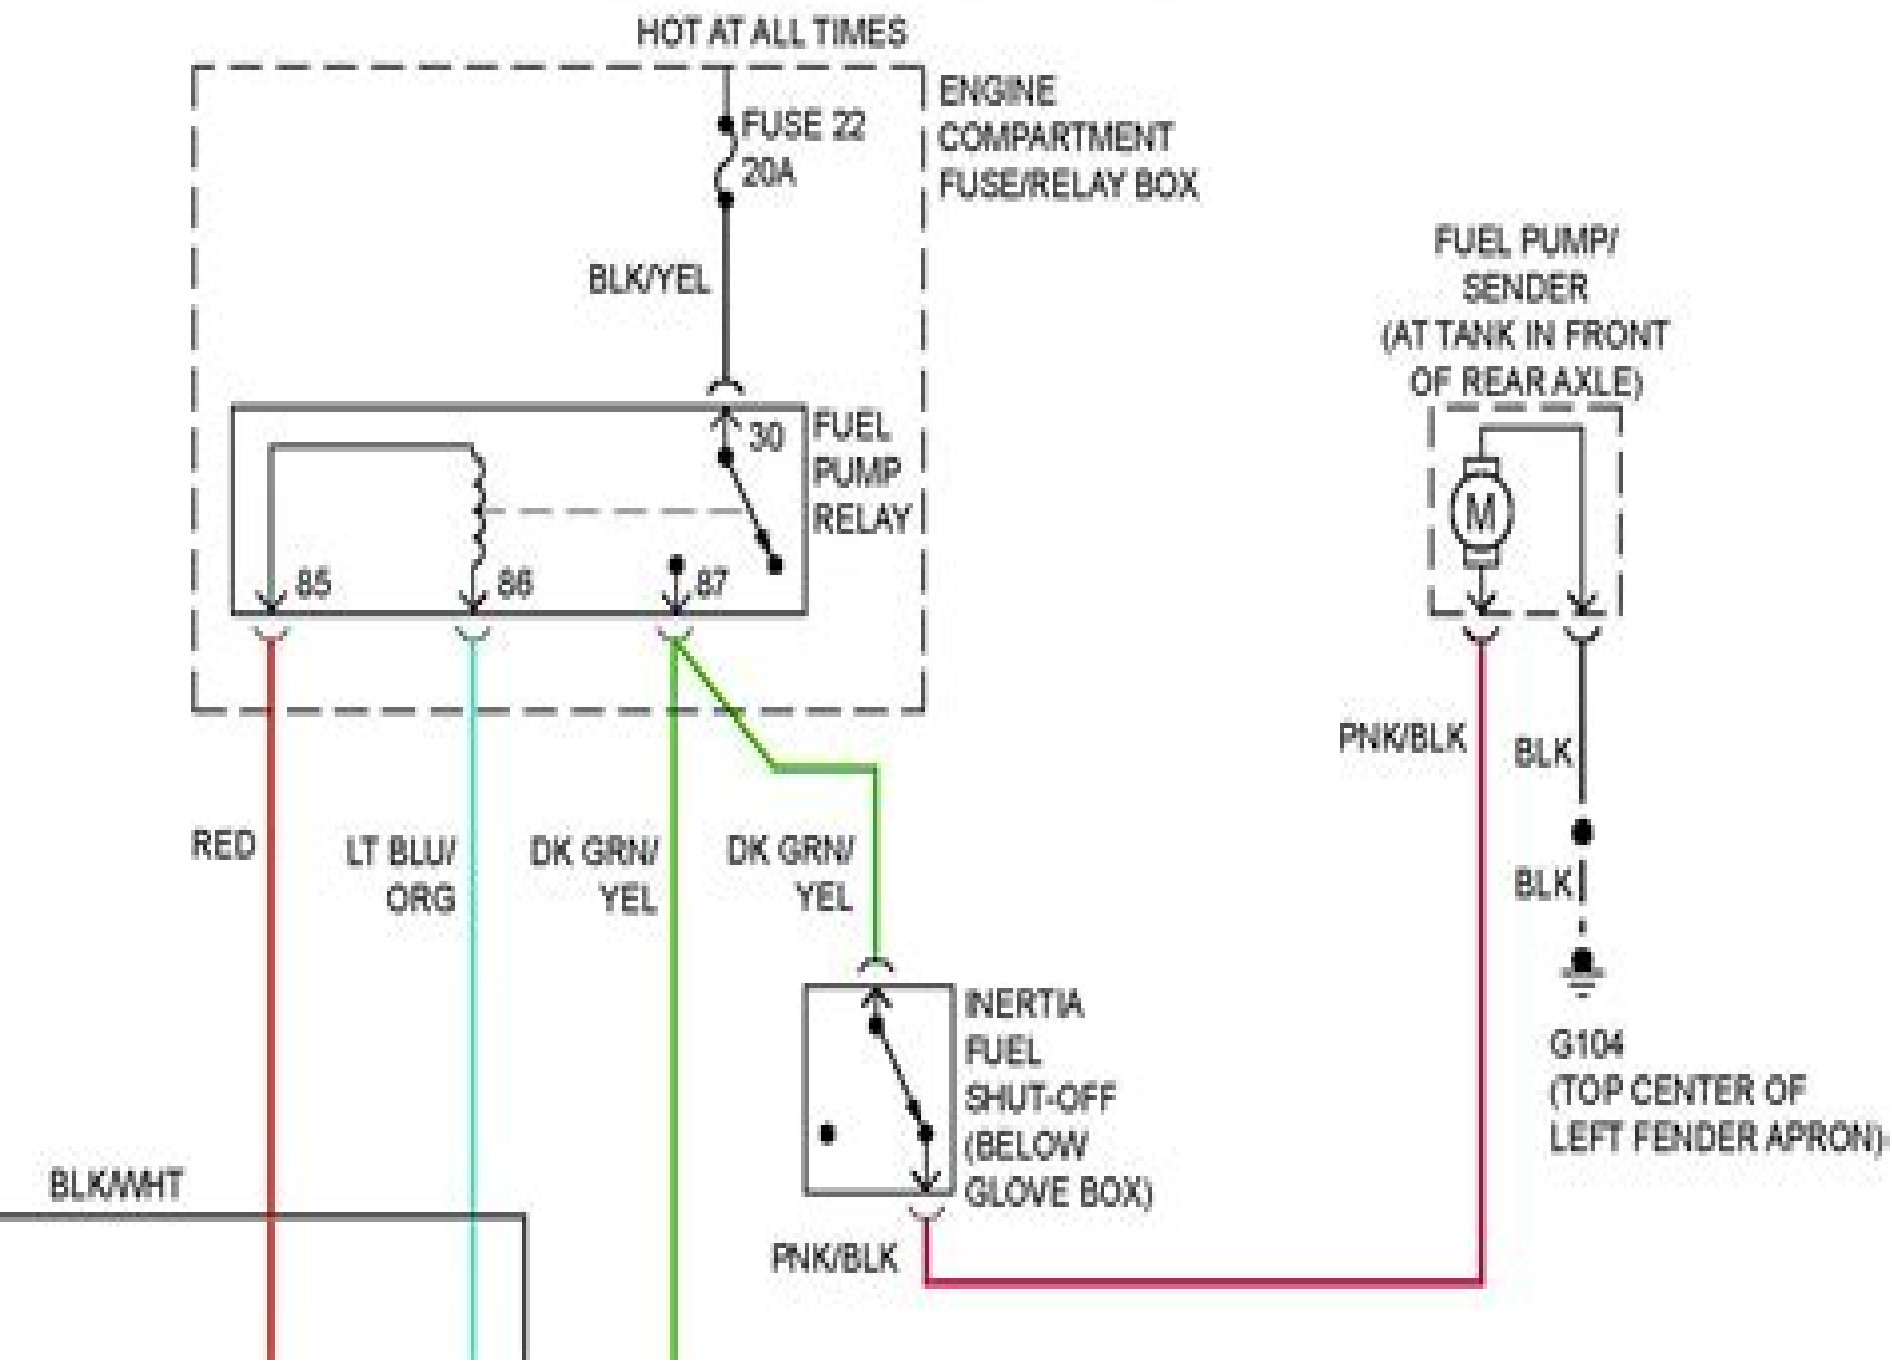 HOT AT ALL TIMES
FUSE 22
20A
ENGINE
COMPARTMENT
FUSE/RELAY BOX
BLK/YEL
FUEL PUMP/
SENDER
(AT TANK IN FRONT
OF REAR AXLE)
30
FUEL
PUMP
RELAY
M
85
86
87
PNK/BLK
BLK
RED
LT BLU/
ORG
DK GRN/
YEL
DK GRN/
YEL
BLK
INERTIA
FUEL
SHUT-OFF
(BELOW
GLOVE BOX)
G104
(TOP CENTER OF
LEFT FENDER APRON)
BLK/WHT
PNK/BLK